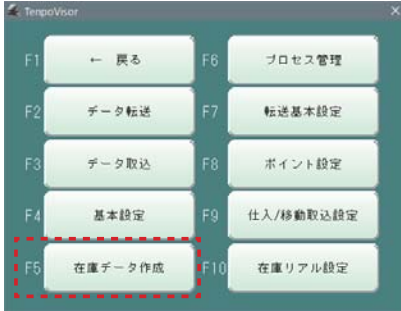 TenpoVisor
F1 ← 戻る F6 プロセス管理
F2 データ転送 F7 転送基本設定
F3 データ取込 F8 ポイント設定
F4 基本設定 F9 仕入/移動取込設定
F5 在庫データ作成 F10 在庫リアル設定